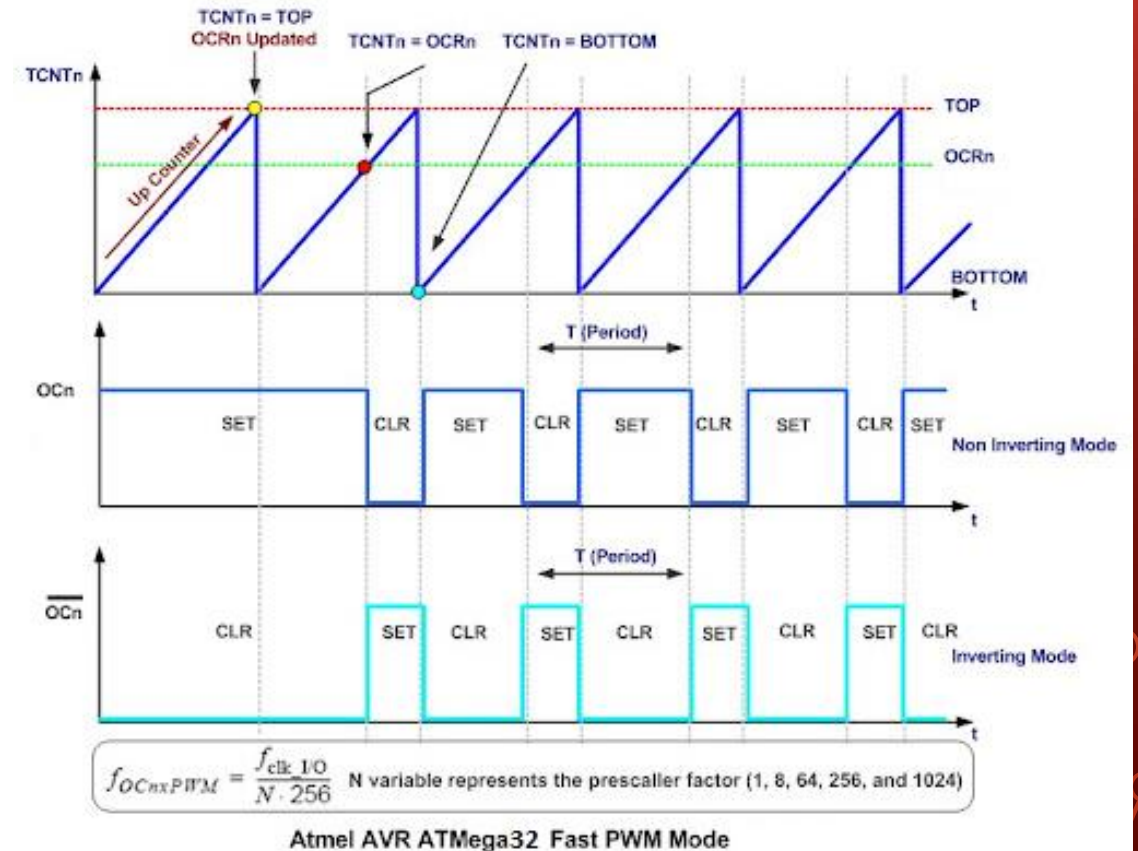 TCNTn = TOP
OCRn Updated
TCNTn = OCRn
TCNTn = BOTTOM
TCNTn
TOP
OCRn
Up Counter
BOTTOM
t
T (Period)
OCn
SET
CLR
SET
CLR
SET
CLR
SET
CLR
SET
Non Inverting Mode
t
T (Period)
OCn
CLR
SET
CLR
SET
CLR
SET
CLR
SET
CLR
Inverting Mode
t
fOCnxPWM = fclk_I/O / N · 256 N variable represents the prescaller factor (1, 8, 64, 256, and 1024)
Atmel AVR ATMega32 Fast PWM Mode